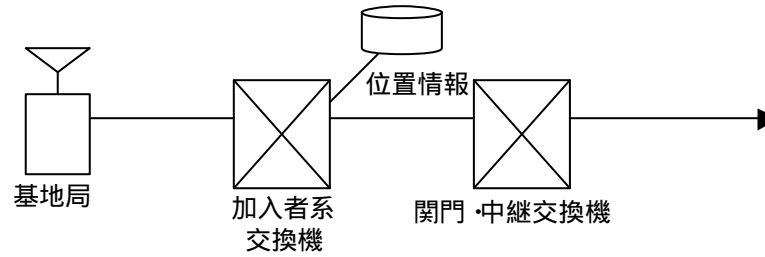 位置情報
基地局
加入者系
交換機
関門・中継交換機